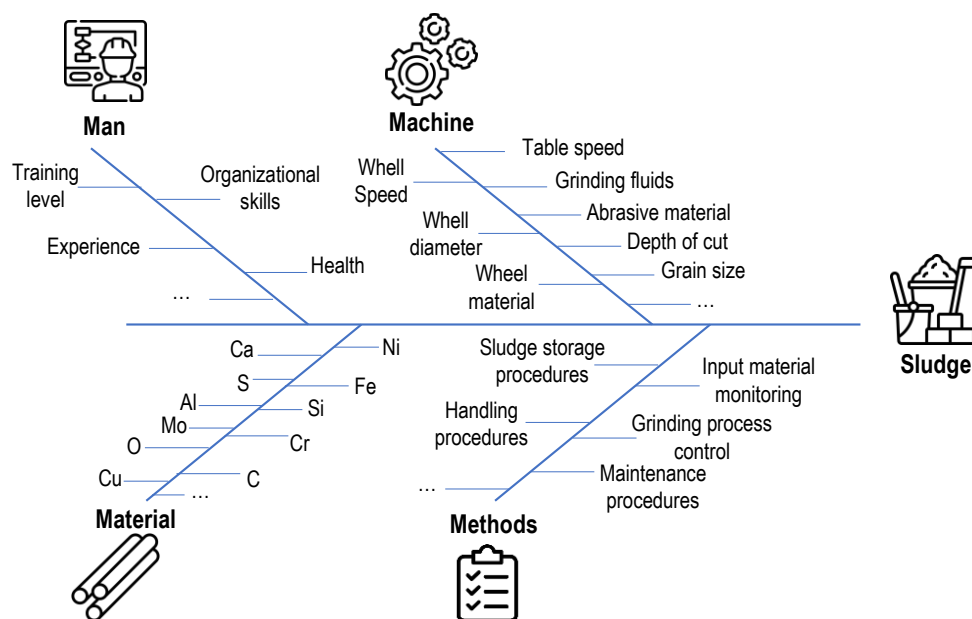 Man
Machine
Training
level
Organizational
skills
Experience
Health
...
Table speed
Whell
Speed
Grinding fluids
Abrasive material
Whell
diameter
Depth of cut
Grain size
Wheel
material
...
Sludge
Ni
Ca
Fe
S
Al
Si
Mo
Cr
O
Cu
C
...
Material
Sludge storage
procedures
Input material
monitoring
Handling
procedures
Grinding process
control
Maintenance
procedures
...
Methods